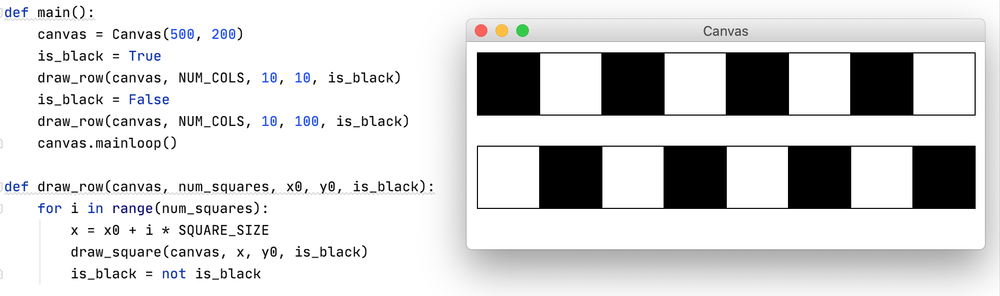 def main():
    canvas = Canvas(500, 200)
    is_black = True
    draw_row(canvas, NUM_COLS, 10, 10, is_black)
    is_black = False
    draw_row(canvas, NUM_COLS, 10, 100, is_black)
    canvas.mainloop()
def draw_row(canvas, num_squares, x0, y0, is_black):
    for i in range(num_squares):
        x = x0 + i * SQUARE_SIZE
        draw_square(canvas, x, y0, is_black)
        is_black = not is_black
Canvas